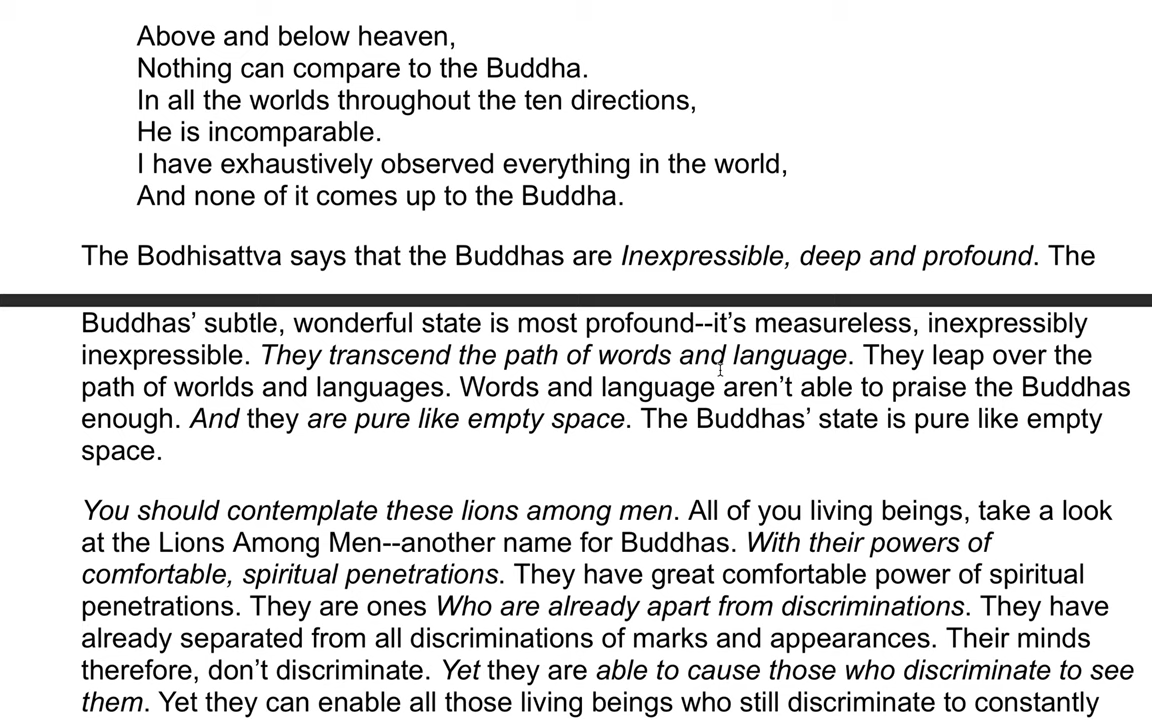 Above and below heaven,
Nothing can compare to the Buddha.
In all the worlds throughout the ten directions,
He is incomparable.
I have exhaustively observed everything in the world,
And none of it comes up to the Buddha.
The Bodhisattva says that the Buddhas are Inexpressible, deep and profound. The
Buddhas’ subtle, wonderful state is most profound--it’s measureless, inexpressibly
inexpressible. They transcend the path of words and language. They leap over the
path of worlds and languages. Words and language aren’t able to praise the Buddhas
enough. And they are pure like empty space. The Buddhas’ state is pure like empty
space.
You should contemplate these lions among men. All of you living beings, take a look
at the Lions Among Men--another name for Buddhas. With their powers of
comfortable, spiritual penetrations. They have great comfortable power of spiritual
penetrations. They are ones Who are already apart from discriminations. They have
already separated from all discriminations of marks and appearances. Their minds
therefore, don’t discriminate. Yet they are able to cause those who discriminate to see
them. Yet they can enable all those living beings who still discriminate to constantly